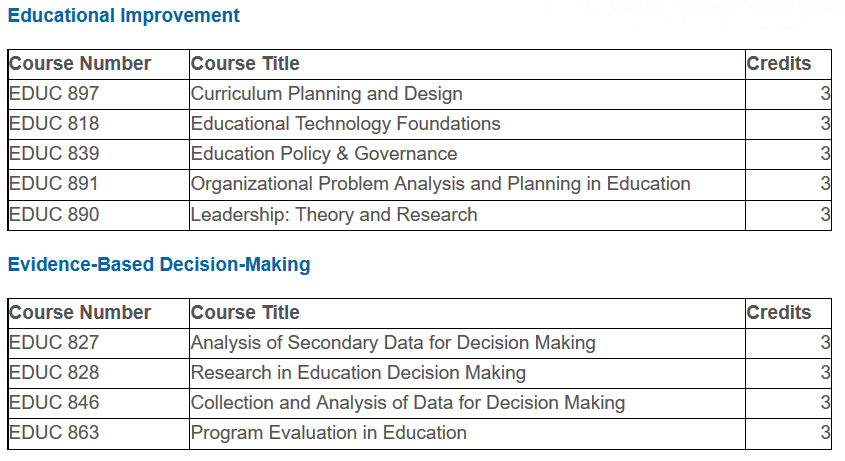 Educational Improvement
Course Number Course Title Credits
EDUC 897 Curriculum Planning and Design 3
EDUC 818 Educational Technology Foundations 3
EDUC 839 Education Policy & Governance 3
EDUC 891 Organizational Problem Analysis and Planning in Education 3
EDUC 890 Leadership: Theory and Research 3
Evidence-Based Decision-Making
Course Number Course Title Credits
EDUC 827 Analysis of Secondary Data for Decision Making 3
EDUC 828 Research in Education Decision Making 3
EDUC 846 Collection and Analysis of Data for Decision Making 3
EDUC 863 Program Evaluation in Education 3